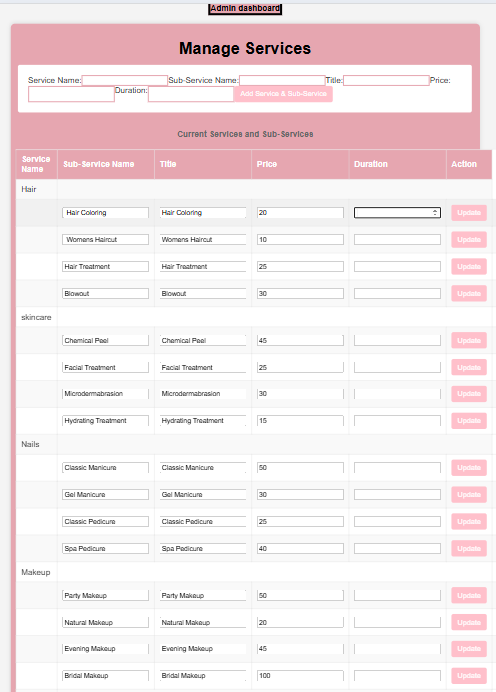 Admin dashboard
Manage Services
Service Name: Sub-Service Name: Title: Price:
Duration: Add Service & Sub-Service
Current Services and Sub-Services
Service Name Sub-Service Name Title Price Duration Action
Hair
Hair Coloring Hair Coloring 20 Update
Womens Haircut Womens Haircut 10 Update
Hair Treatment Hair Treatment 25 Update
Blowout Blowout 30 Update
skincare
Chemical Peel Chemical Peel 45 Update
Facial Treatment Facial Treatment 25 Update
Microdermabrasion Microdermabrasion 30 Update
Hydrating Treatment Hydrating Treatment 15 Update
Nails
Classic Manicure Classic Manicure 50 Update
Gel Manicure Gel Manicure 30 Update
Classic Pedicure Classic Pedicure 25 Update
Spa Pedicure Spa Pedicure 40 Update
Makeup
Party Makeup Party Makeup 50 Update
Natural Makeup Natural Makeup 20 Update
Evening Makeup Evening Makeup 45 Update
Bridal Makeup Bridal Makeup 100 Update